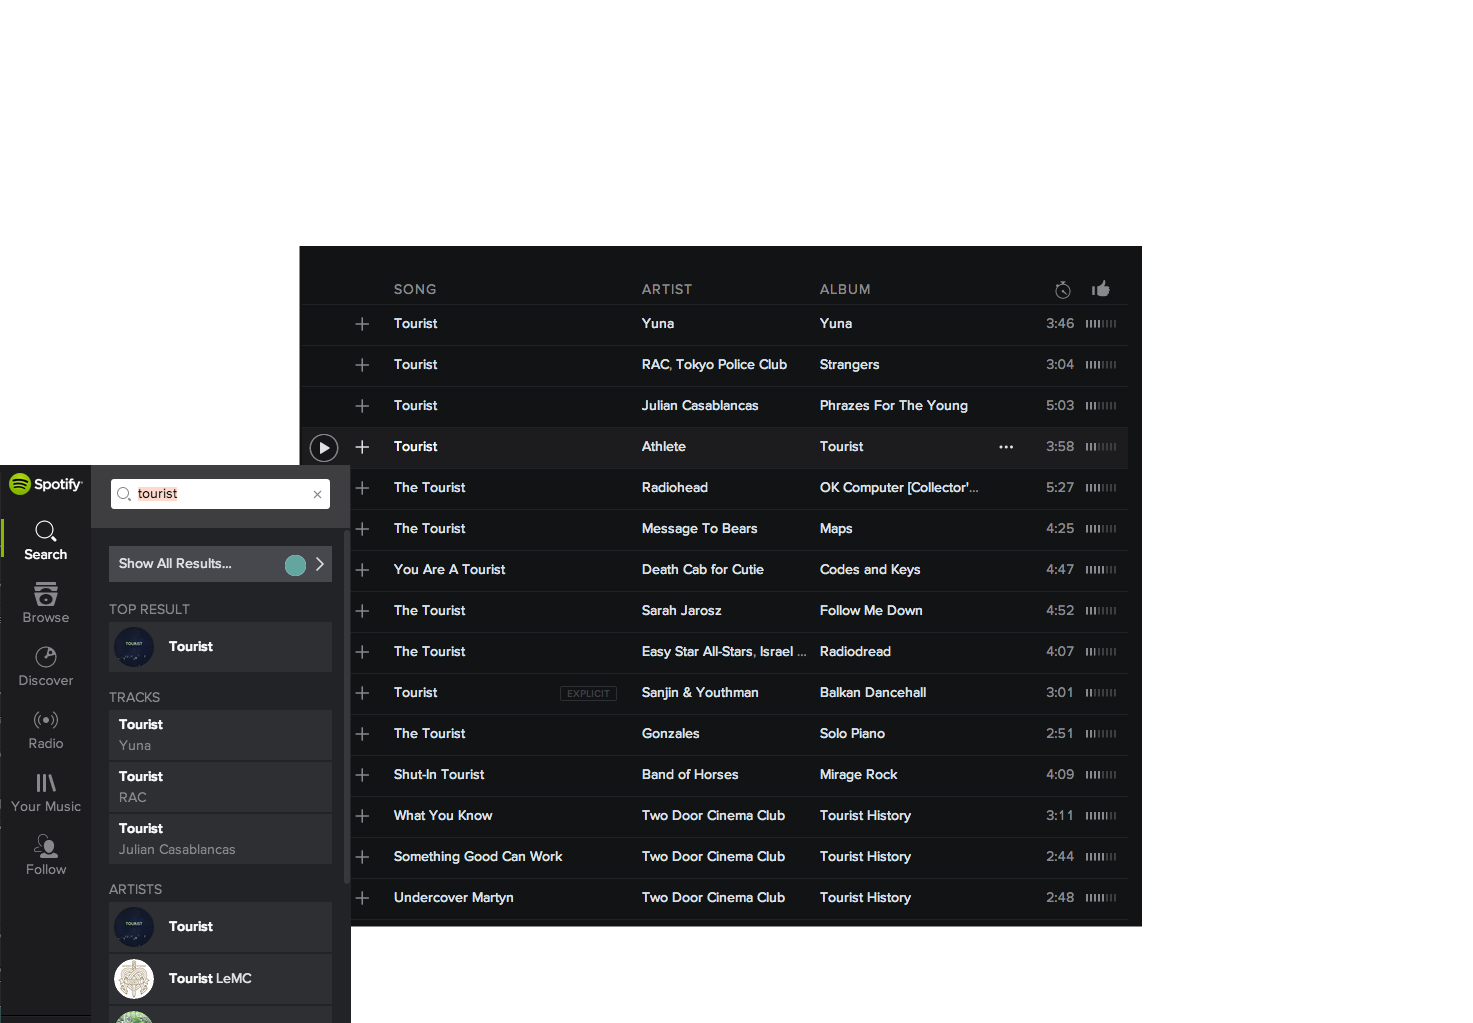 SONG ARTIST ALBUM
Tourist Yuna Yuna 3:46
Tourist RAC, Tokyo Police Club Strangers 3:04
Tourist Julian Casablancas Phrazes For The Young 5:03
Tourist Athlete Tourist ••• 3:58
The Tourist Radiohead OK Computer [Collector'... 5:27
The Tourist Message To Bears Maps 4:25
You Are A Tourist Death Cab for Cutie Codes and Keys 4:47
The Tourist Sarah Jarosz Follow Me Down 4:52
The Tourist Easy Star All-Stars, Israel ... Radiodread 4:07
Tourist EXPLICIT Sanjin & Youthman Balkan Dancehall 3:01
The Tourist Gonzales Solo Piano 2:51
Shut-In Tourist Band of Horses Mirage Rock 4:09
What You Know Two Door Cinema Club Tourist History 3:11
Something Good Can Work Two Door Cinema Club Tourist History 2:44
Undercover Martyn Two Door Cinema Club Tourist History 2:48
Spotify
Search
Browse
Discover
Radio
Your Music
Follow
tourist
Show All Results...
TOP RESULT
TOURIST
Tourist
TRACKS
Tourist
Yuna
Tourist
RAC
Tourist
Julian Casablancas
ARTISTS
TOURIST
Tourist
Tourist LeMC